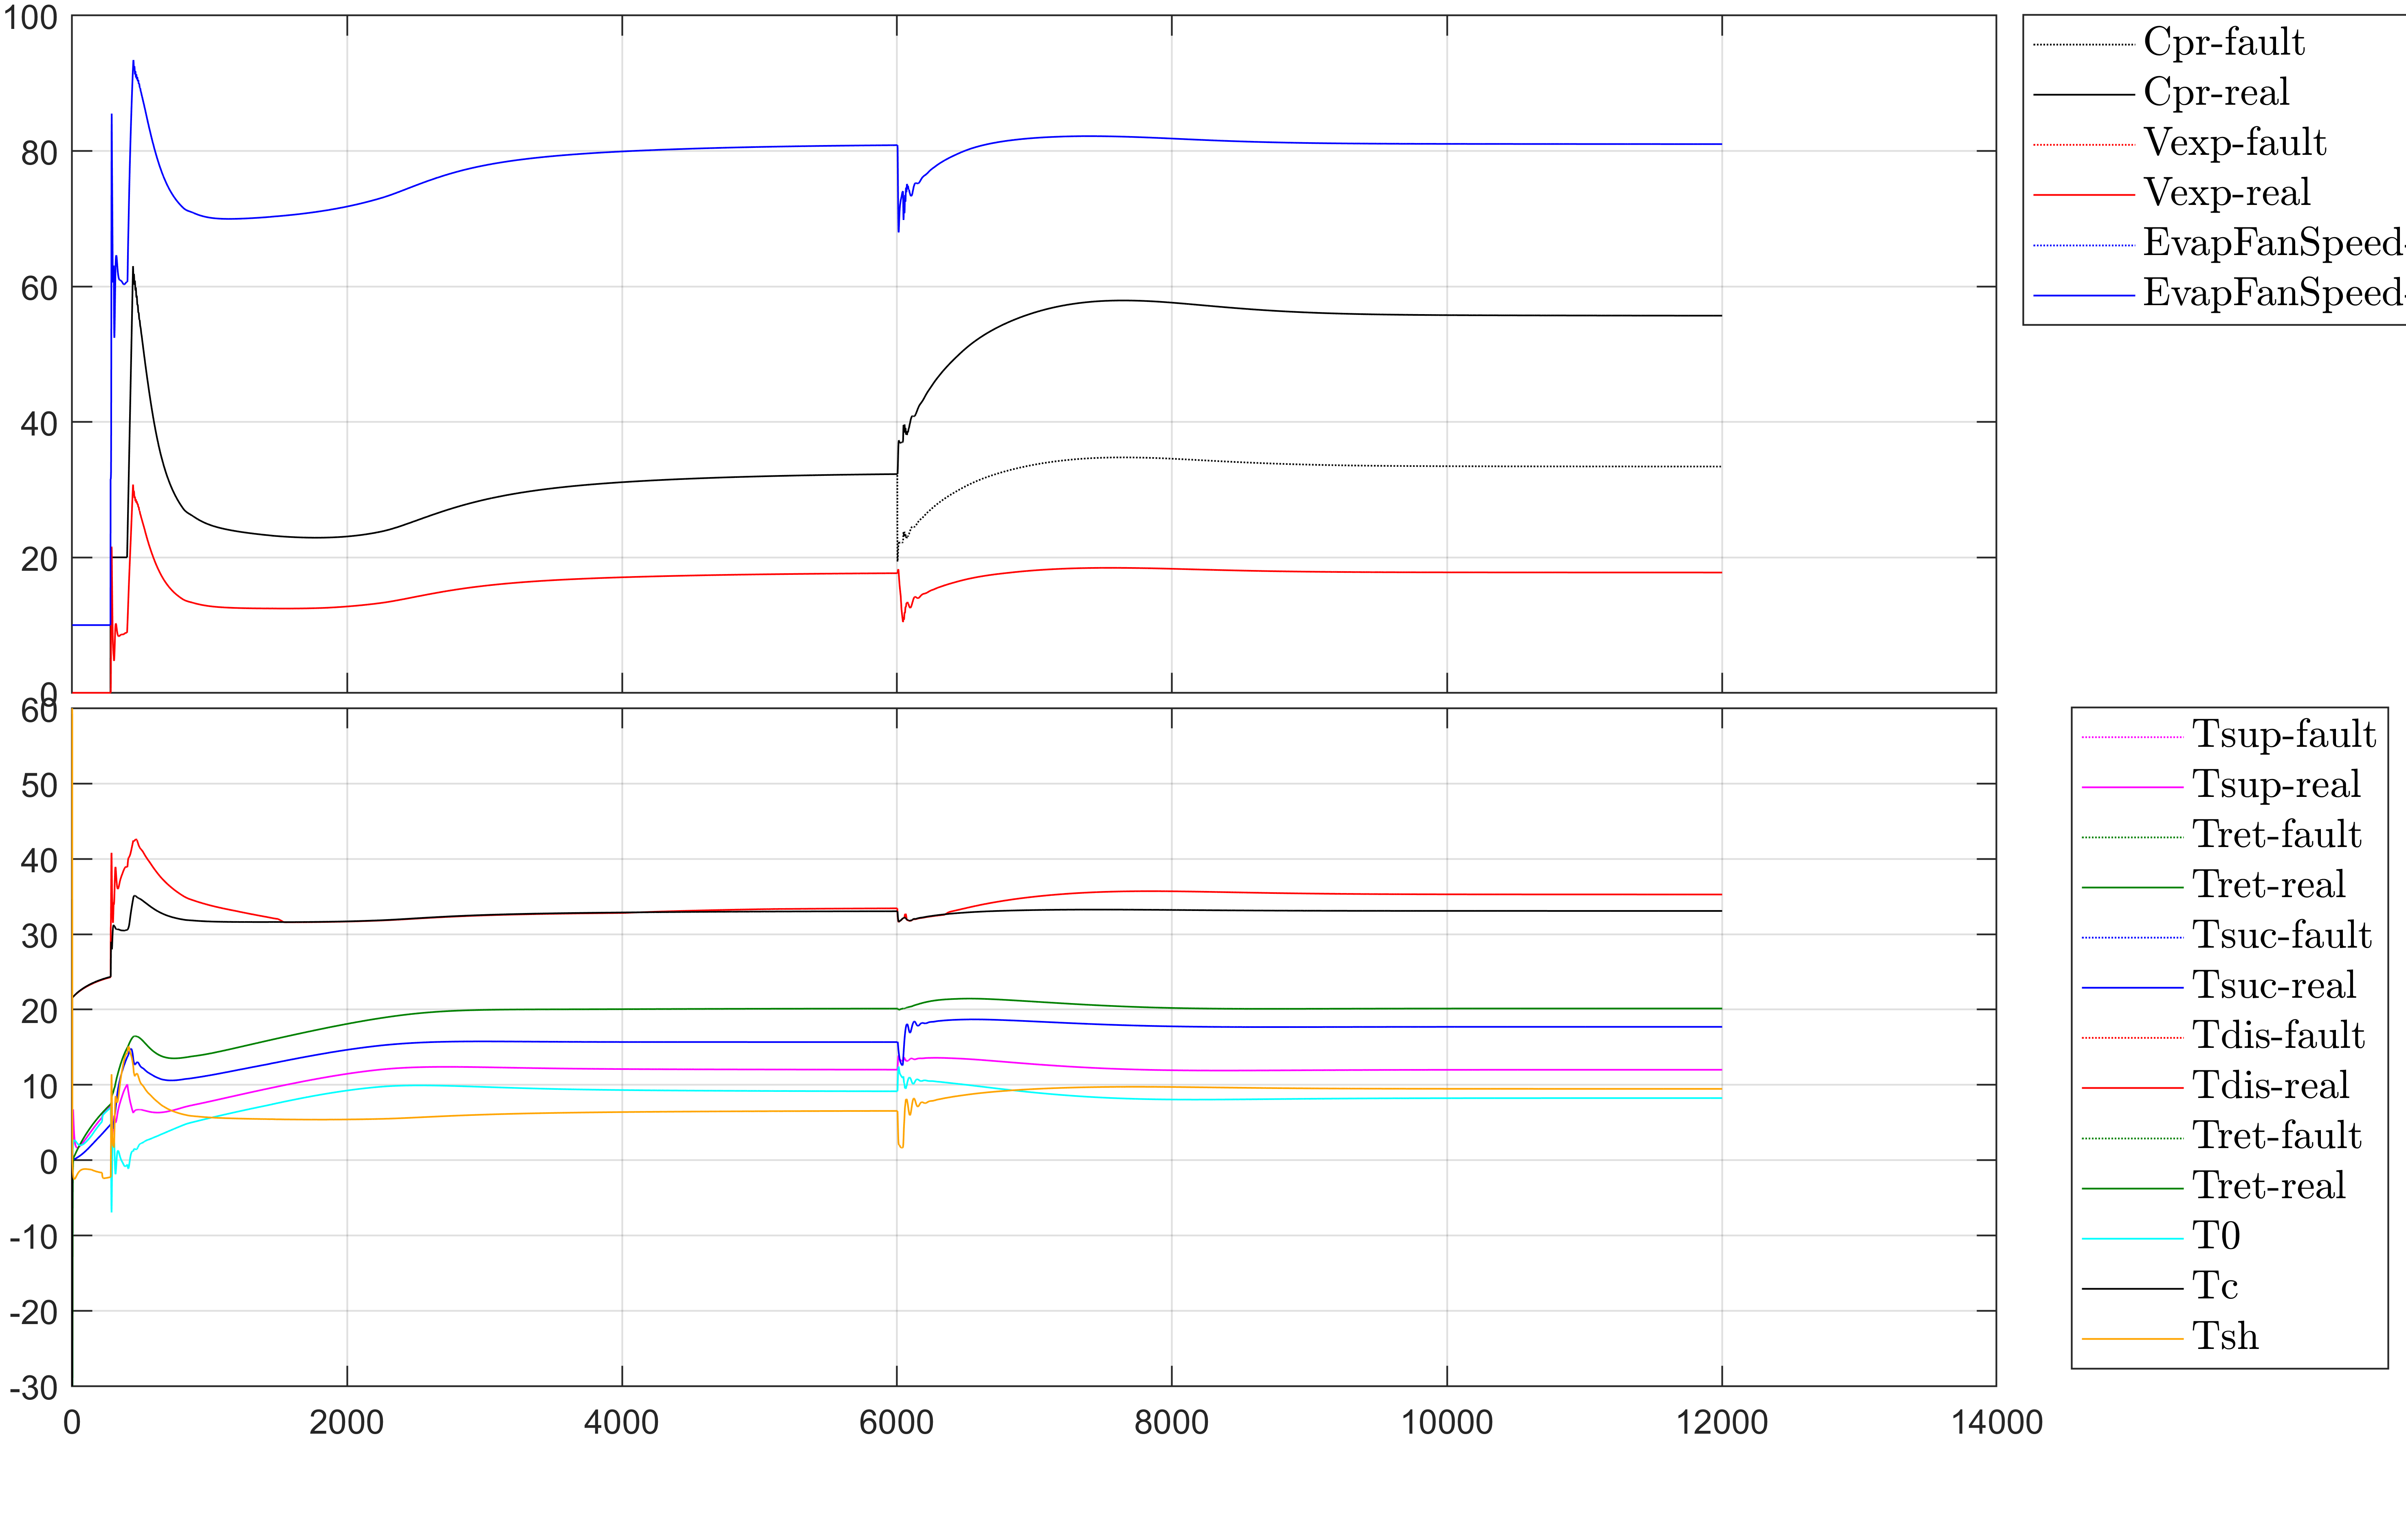 100
80
60
40
20
0
Cpr-fault
Cpr-real
Vexp-fault
Vexp-real
EvapFanSpeed-
EvapFanSpeed-
60
50
40
30
20
10
0
-10
-20
-30
0 2000 4000 6000 8000 10000 12000 14000
Tsup-fault
Tsup-real
Tret-fault
Tret-real
Tsuc-fault
Tsuc-real
Tdis-fault
Tdis-real
Tret-fault
Tret-real
T0
Tc
Tsh